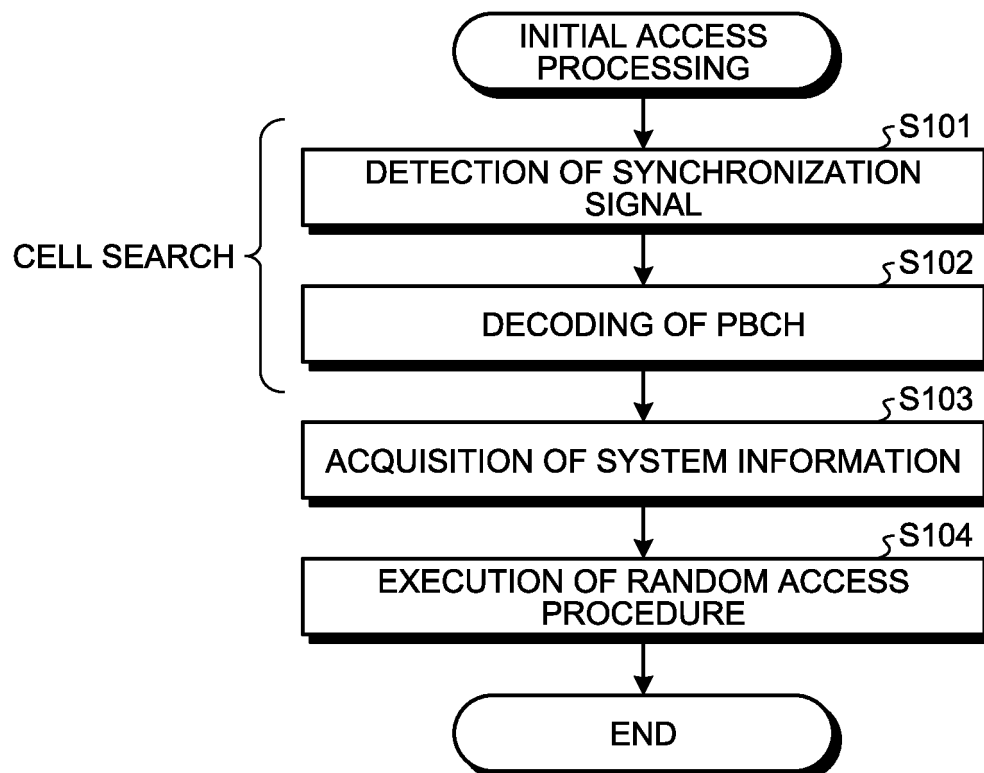 INITIAL ACCESS
PROCESSING
S101
DETECTION OF SYNCHRONIZATION
SIGNAL
CELL SEARCH
S102
DECODING OF PBCH
S103
ACQUISITION OF SYSTEM INFORMATION
S104
EXECUTION OF RANDOM ACCESS
PROCEDURE
END